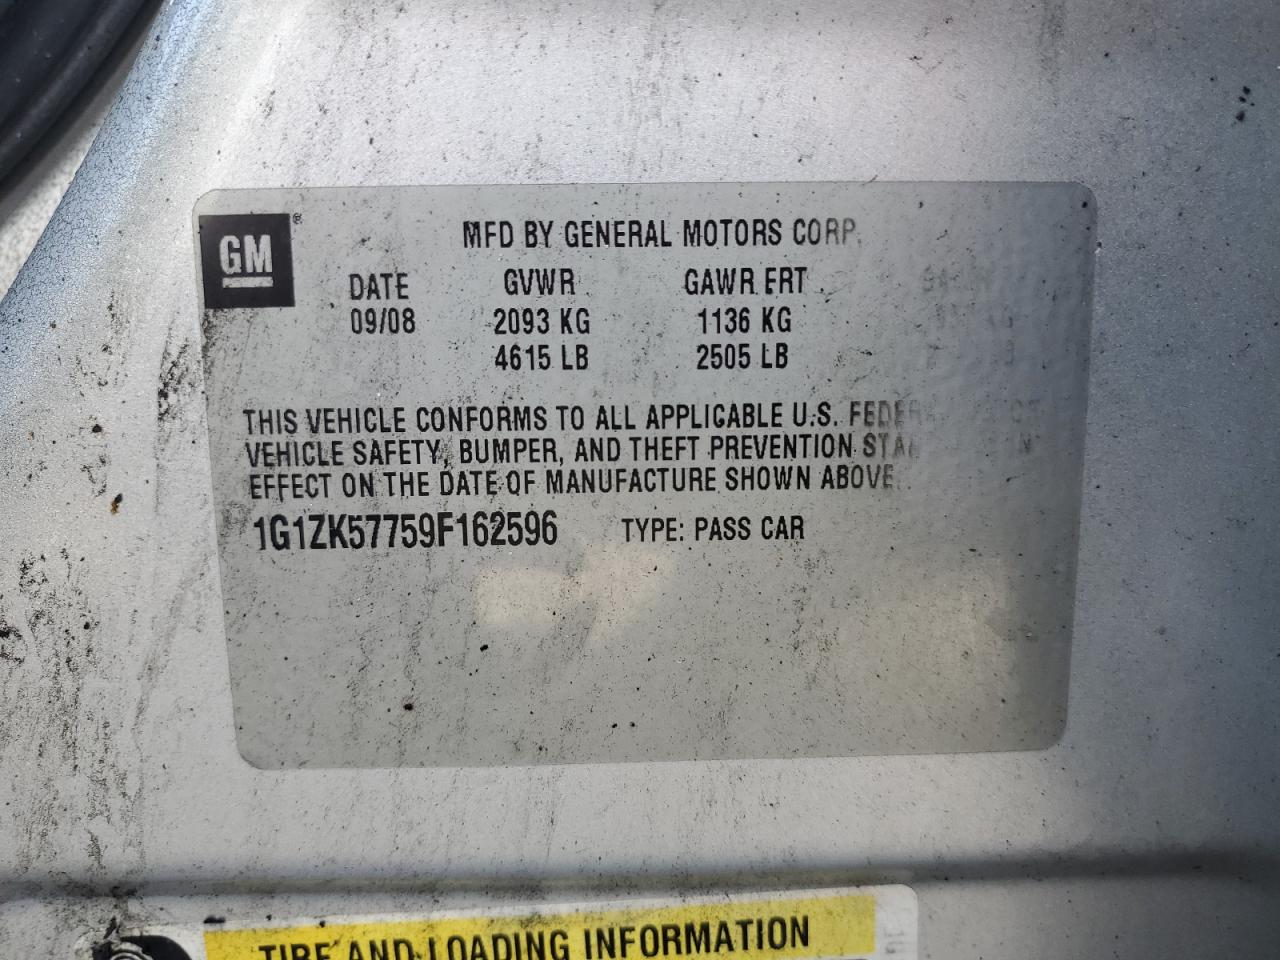 GM ®
MFD BY GENERAL MOTORS CORP.
DATE GVWR GAWR FRT
09/08 2093 KG 1136 KG
4615 LB 2505 LB
THIS VEHICLE CONFORMS TO ALL APPLICABLE U.S.
VEHICLE SAFETY, BUMPER, AND THEFT PREVENTION
EFFECT ON THE DATE OF MANUFACTURE SHOWN ABOVE.
1G1ZK57759F162596 TYPE: PASS CAR
TIRE AND LOADING INFORMATION